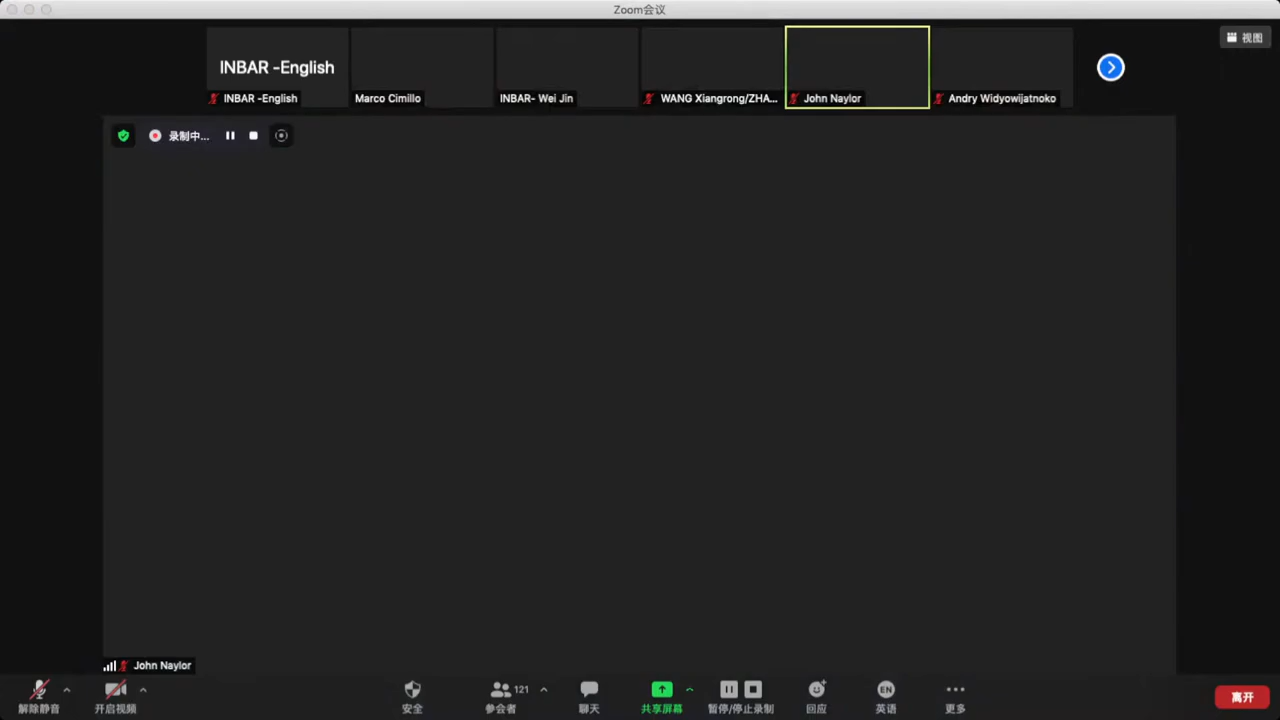 Zoom会议
视图
INBAR -English
INBAR -English
Marco Cimillo
INBAR- Wei Jin
WANG Xiangrong/ZHA...
John Naylor
Andry Widyowijatnoko
录制中...
John Naylor
解除静音
开启视频
安全
121
参会者
聊天
共享屏幕
暂停/停止录制
回应
EN
英语
更多
离开